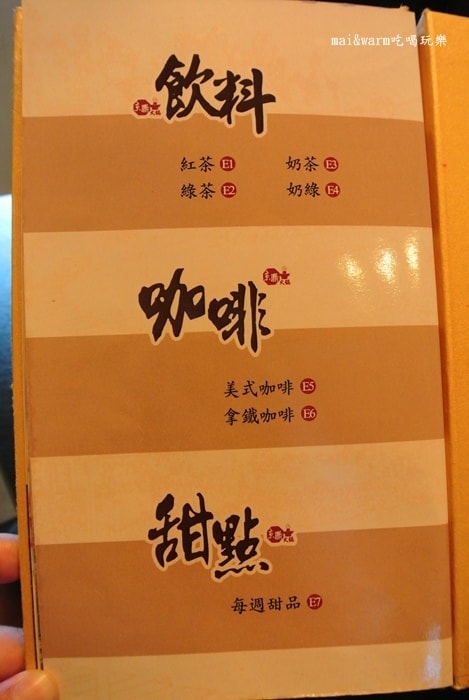 mai&warm吃喝玩樂
飲料
紅茶 E1 奶茶 E3
綠茶 E2 奶綠 E4
咖啡
美式咖啡 E5
拿鐵咖啡 E6
甜點
每週甜品 E7